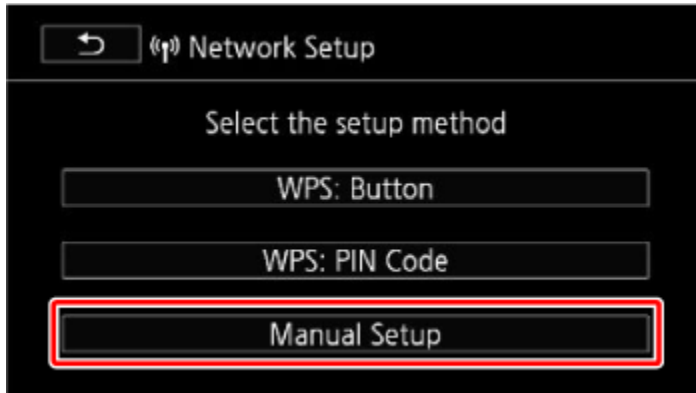 Network Setup
Select the setup method
WPS: Button
WPS: PIN Code
Manual Setup